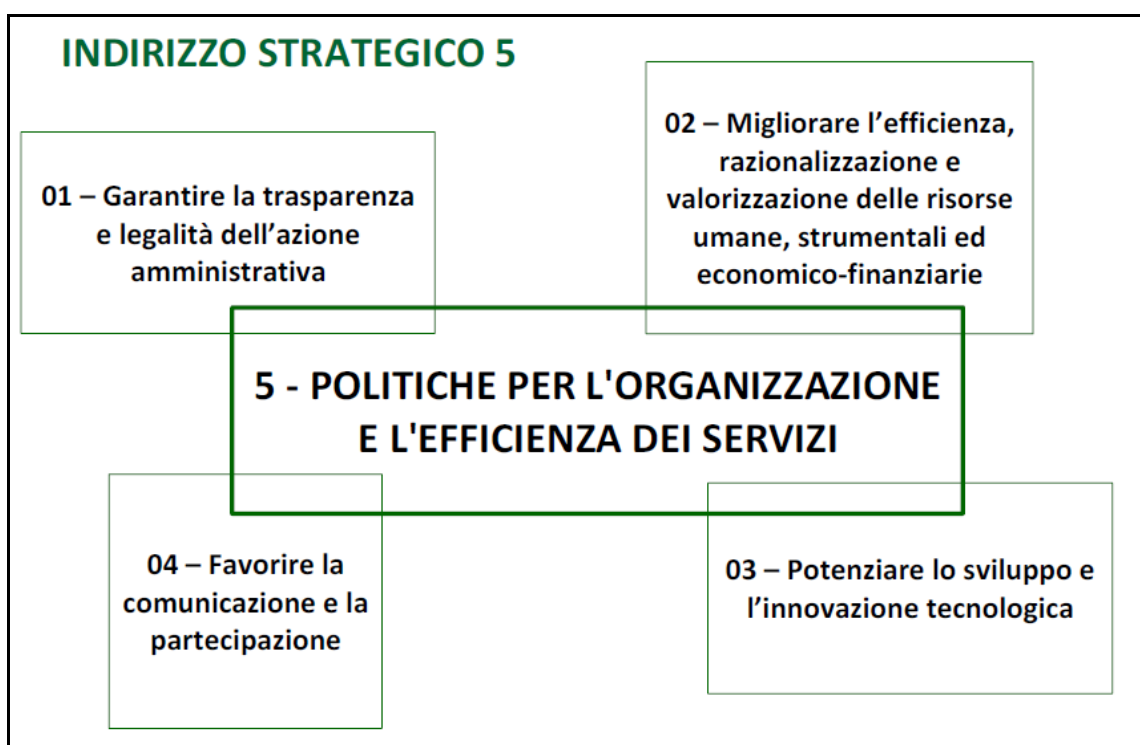 INDIRIZZO STRATEGICO 5
01 – Garantire la trasparenza
e legalità dell’azione
amministrativa
02 – Migliorare l’efficienza,
razionalizzazione e
valorizzazione delle risorse
umane, strumentali ed
economico-finanziarie
5 - POLITICHE PER L'ORGANIZZAZIONE
E L'EFFICIENZA DEI SERVIZI
04 – Favorire la
comunicazione e la
partecipazione
03 – Potenziare lo sviluppo e
l’innovazione tecnologica